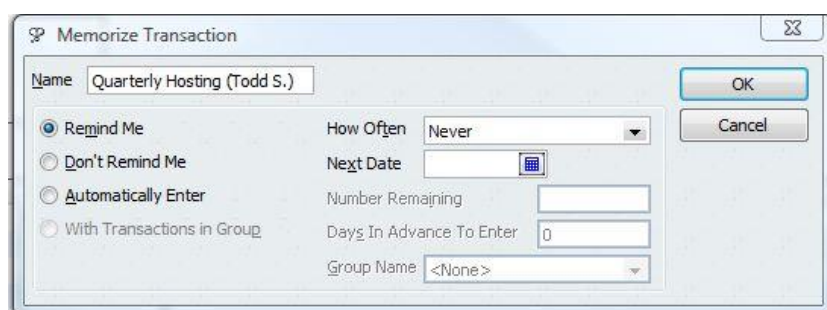 Memorize Transaction
Name Quarterly Hosting (Todd S.)
OK
Cancel
Remind Me
Don't Remind Me
Automatically Enter
With Transactions in Group
How Often Never
Next Date
Number Remaining
Days In Advance To Enter 0
Group Name <None>